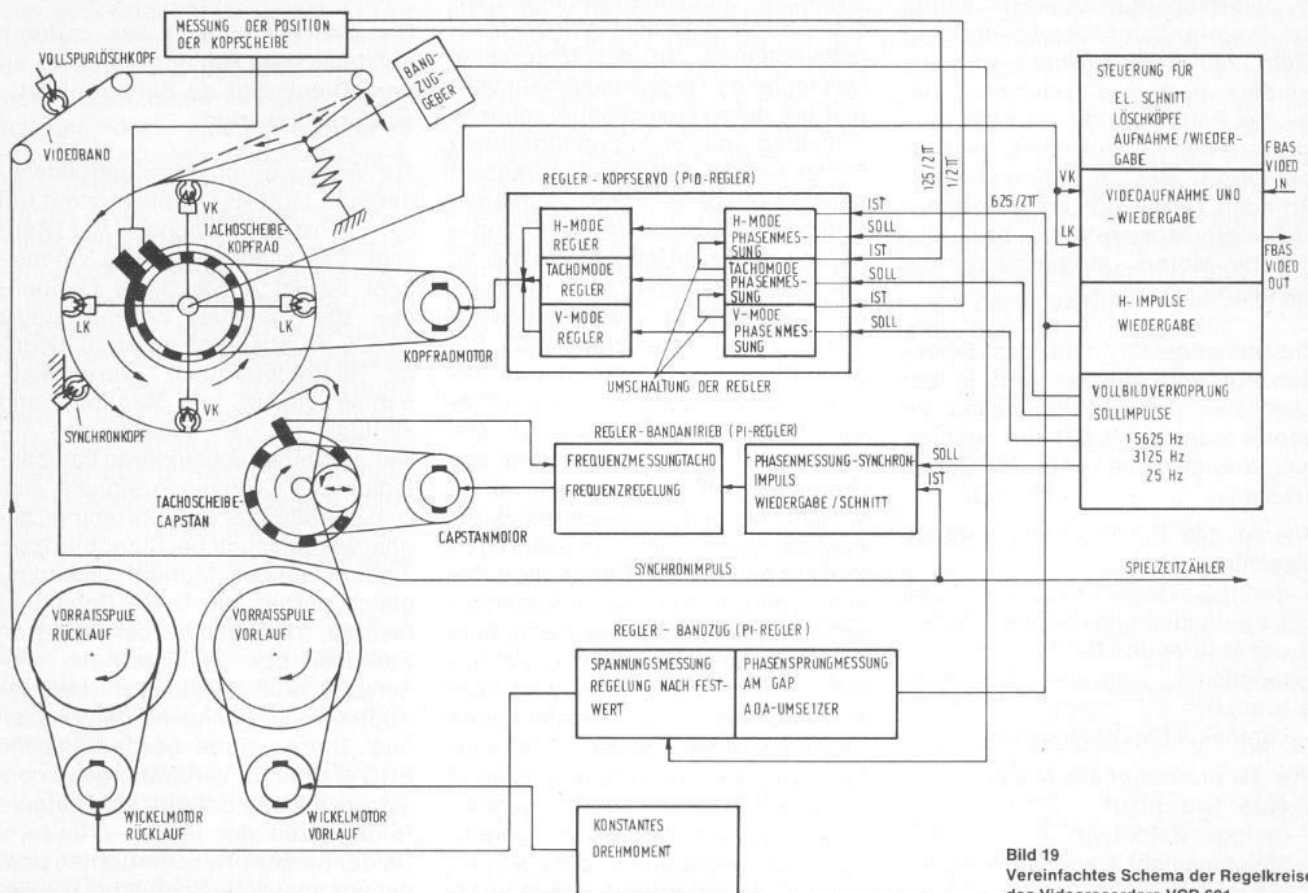 MESSUNG DER POSITION
DER KOPFSCHEIBE
VOLLSPURLÖSCHKOPF
BAND-
ZUG-
GEBER
VIDEOBAND
VK
TACHOSCHEIBE-
KOPFRAD
LK
LK
VK
SYNCHRONKOPF
KOPFRADMOTOR
REGLER-KOPFSERVO (PID-REGLER)
H-MODE
REGLER
TACHOMODE
REGLER
V-MODE
REGLER
H-MODE
PHASENMES-
SUNG
TACHOMODE
PHASENMES-
SUNG
V-MODE
PHASENMES-
SUNG
IST
SOLL
IST
SOLL
IST
SOLL
UMSCHALTUNG DER REGLER
125/2π
1/2π
625/2π
STEUERUNG FÜR
EL. SCHNITT
LÖSCHKÖPFE
AUFNAHME/WIEDER-
GABE
VK
LK
VIDEOAUFNAHME UND
-WIEDERGABE
FBAS
VIDEO
IN
FBAS
VIDEO
OUT
H-IMPULSE
WIEDERGABE
VOLLBILDVERKOPPLUNG
SOLLIMPULSE
15625 Hz
3125 Hz
25 Hz
TACHOSCHEIBE-
CAPSTAN
CAPSTANMOTOR
REGLER-BANDANTRIEB (PI-REGLER)
FREQUENZMESSUNGTACHO
FREQUENZREGELUNG
PHASENMESSUNG-SYNCHRON-
IMPULS
WIEDERGABE/SCHNITT
SOLL
IST
SYNCHRONIMPULS
SPIELZEITZÄHLER
VORRATSSPULE
RÜCKLAUF
VORRATSSPULE
VORLAUF
WICKELMOTOR
RÜCKLAUF
WICKELMOTOR
VORLAUF
REGLER-BANDZUG (PI-REGLER)
SPANNUNGSMESSUNG
REGELUNG NACH FEST-
WERT
PHASENSPRUNGMESSUNG
AM GAP
ADA-UMSEIZER
KONSTANTES
DREHMOMENT
Bild 19
Vereinfachtes Schema der Regelkreise
des Videorecorders VCR 601